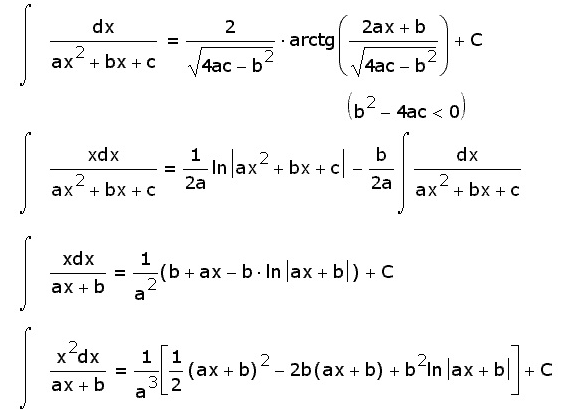 ∫ dx/(ax² + bx + c) = 2/√(4ac − b²) · arctg((2ax + b)/√(4ac − b²)) + C
(b² − 4ac < 0)
∫ xdx/(ax² + bx + c) = 1/(2a) ln|ax² + bx + c| − b/(2a) ∫ dx/(ax² + bx + c)
∫ xdx/(ax + b) = 1/a² (b + ax − b · ln|ax + b|) + C
∫ x²dx/(ax + b) = 1/a³ [1/2 (ax + b)² − 2b(ax + b) + b²ln|ax + b|] + C